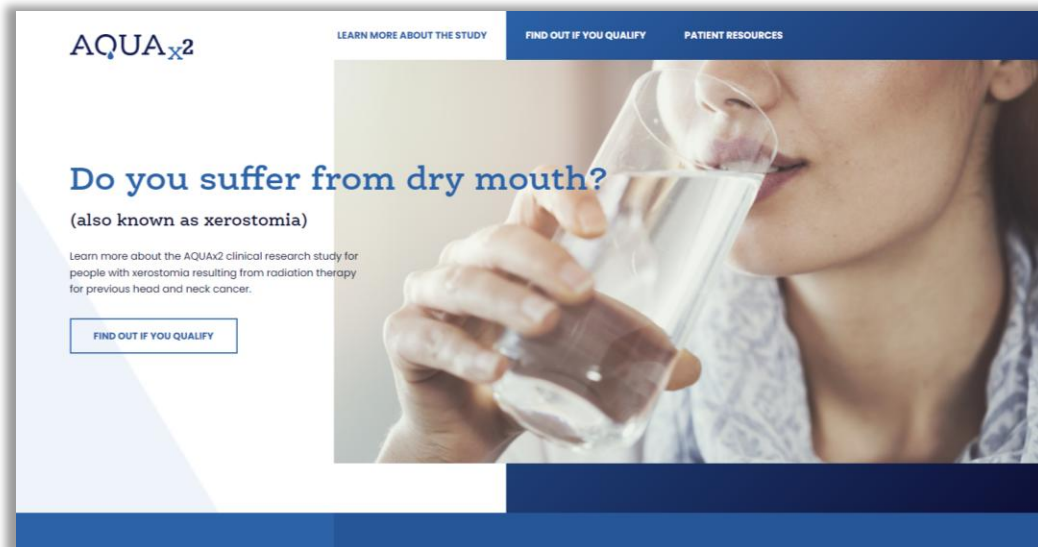 AQUAx2
LEARN MORE ABOUT THE STUDY
FIND OUT IF YOU QUALIFY
PATIENT RESOURCES
Do you suffer from dry mouth?
(also known as xerostomia)
Learn more about the AQUAx2 clinical research study for
people with xerostomia resulting from radiation therapy
for previous head and neck cancer.
FIND OUT IF YOU QUALIFY